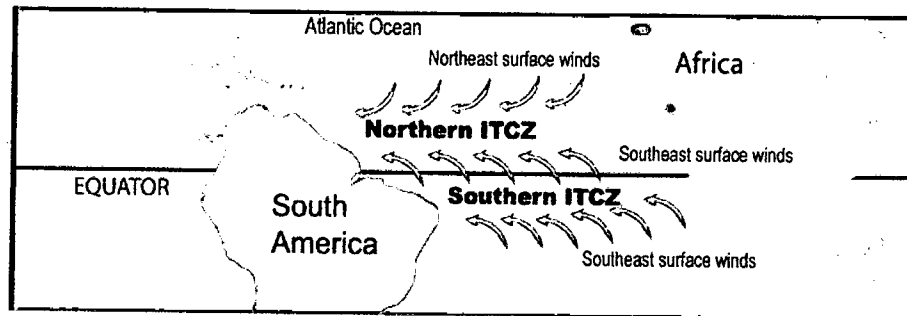 Atlantic Ocean
Northeast surface winds
Africa
Northern ITCZ
Southeast surface winds
EQUATOR
Southern ITCZ
South
America
Southeast surface winds